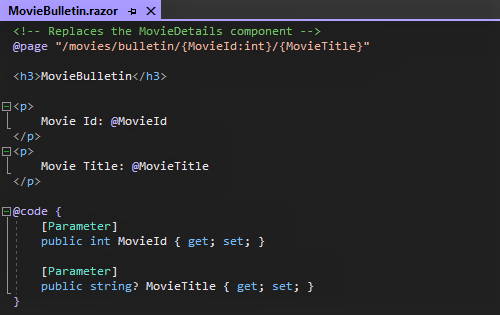 MovieBulletin.razor
<!-- Replaces the MovieDetails component -->
@page "/movies/bulletin/{MovieId:int}/{MovieTitle}"
<h3>MovieBulletin</h3>
<p>
Movie Id: @MovieId
</p>
<p>
Movie Title: @MovieTitle
</p>
@code {
[Parameter]
public int MovieId { get; set; }
[Parameter]
public string? MovieTitle { get; set; }
}